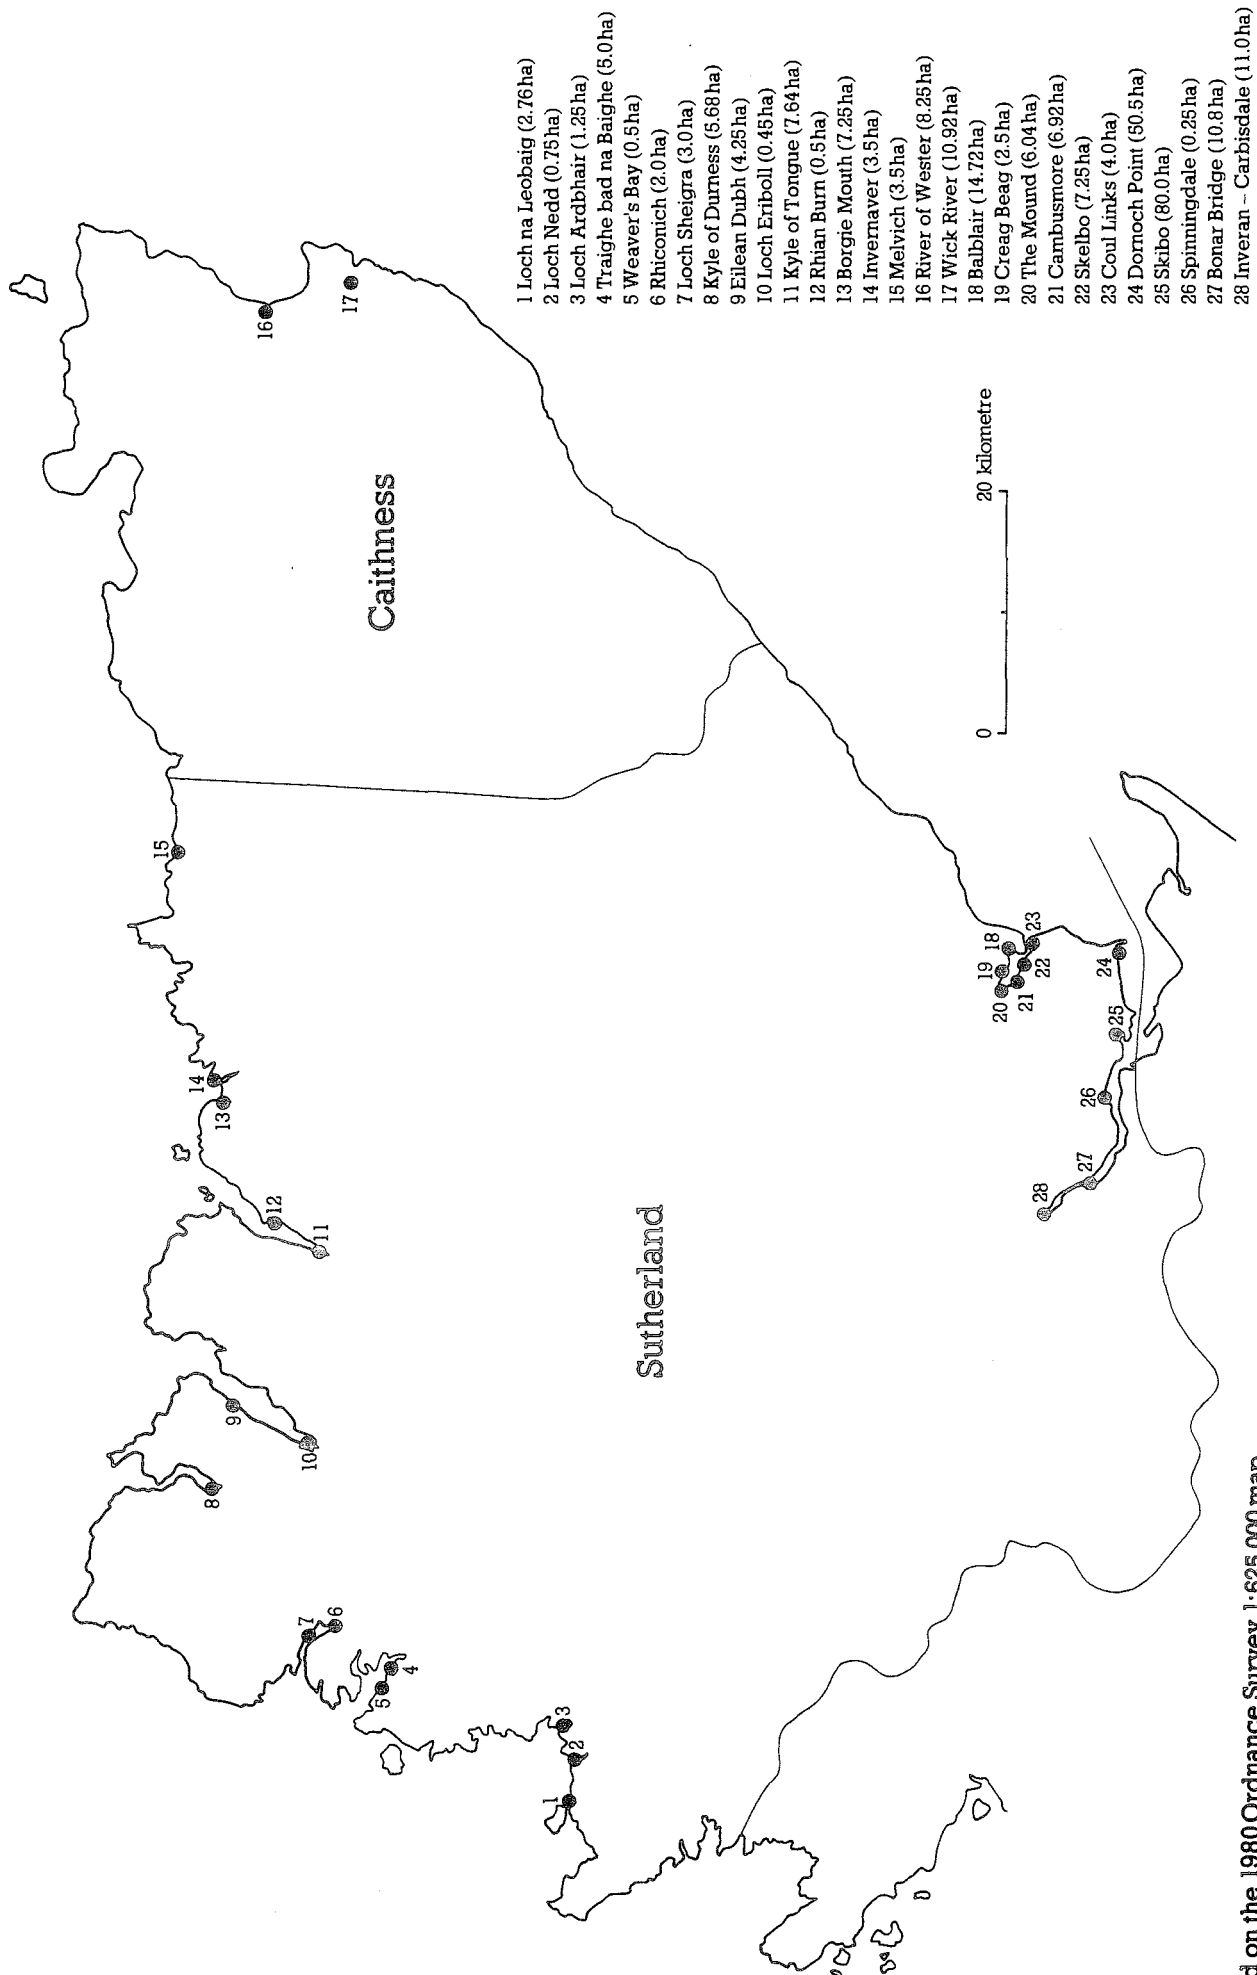 Caithness
Sutherland
16
17
15
14
13
12
11
9
10
8
7
6
5
4
3
2
1
18
19
20
21
22
23
24
25
26
27
28
0
20 kilometre
1 Loch na Leobaig (2.76ha)
2 Loch Nedd (0.75ha)
3 Loch Ardbhair (1.25ha)
4 Traighe bad na Baighe (5.0ha)
5 Weaver's Bay (0.5ha)
6 Rhiconich (2.0ha)
7 Loch Sheigra (3.0ha)
8 Kyle of Durness (5.68ha)
9 Eilean Dubh (4.25ha)
10 Loch Eriboll (0.45ha)
11 Kyle of Tongue (7.64ha)
12 Rhian Burn (0.5ha)
13 Borgie Mouth (7.25ha)
14 Invernaver (3.5ha)
15 Melvich (3.5ha)
16 River of Wester (8.25ha)
17 Wick River (10.92ha)
18 Balblair (14.72ha)
19 Creag Beag (2.5ha)
20 The Mound (6.04ha)
21 Cambusmore (6.92ha)
22 Skelbo (7.25ha)
23 Coul Links (4.0ha)
24 Dornoch Point (50.5ha)
25 Skibo (80.0ha)
26 Spinningdale (0.25ha)
27 Bonar Bridge (10.8ha)
28 Inveran – Carbisdale (11.0ha)
on the 1980 Ordnance Survey 1:625,000 map